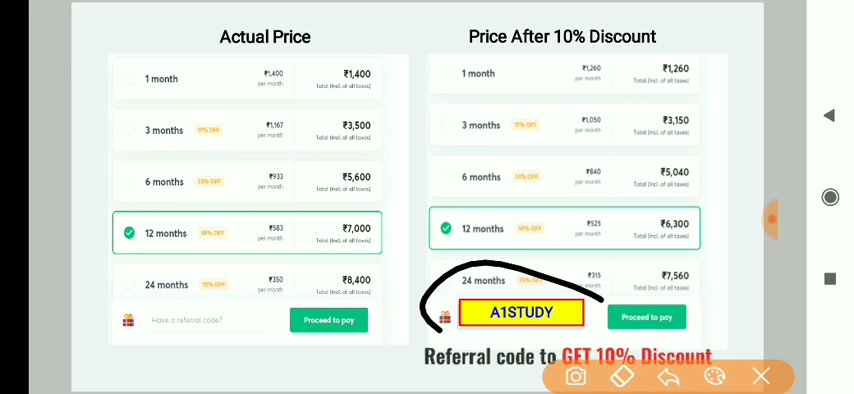 Actual Price
1 month
₹1,400
per month
₹1,400
Total (Incl. of all taxes)
3 months
17% OFF
₹1,167
per month
₹3,500
Total (Incl. of all taxes)
6 months
33% OFF
₹933
per month
₹5,600
Total (Incl. of all taxes)
12 months
58% OFF
₹583
per month
₹7,000
Total (Incl. of all taxes)
24 months
₹350
per month
₹8,400
Total (Incl. of all taxes)
Have a referral code?
Proceed to pay
Price After 10% Discount
1 month
₹1,260
per month
₹1,260
Total (Incl. of all taxes)
3 months
17% OFF
₹1,050
per month
₹3,150
Total (Incl. of all taxes)
6 months
33% OFF
₹840
per month
₹5,040
Total (Incl. of all taxes)
12 months
58% OFF
₹525
per month
₹6,300
Total (Incl. of all taxes)
24 months
₹315
per month
₹7,560
Total (Incl. of all taxes)
A1STUDY
Proceed to pay
Referral code to GET 10% Discount